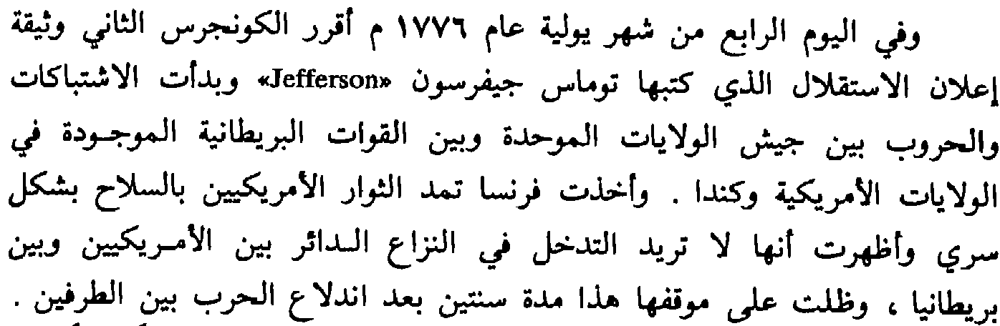 وفي اليوم الرابع من شهر يولية عام ١٧٧٦ م أقرر الكونجرس الثاني وثيقة
إعلان الاستقلال الذي كتبها توماس جيفرسون «Jefferson» وبدأت الاشتباكات
والحروب بين جيش الولايات الموحدة وبين القوات البريطانية الموجودة في
الولايات الأمريكية وكندا . وأخذت فرنسا تمد الثوار الأمريكيين بالسلاح بشكل
سري وأظهرت أنها لا تريد التدخل في النزاع الدائر بين الأمريكيين وبين
بريطانيا ، وظلت على موقفها هذا مدة سنتين بعد اندلاع الحرب بين الطرفين .